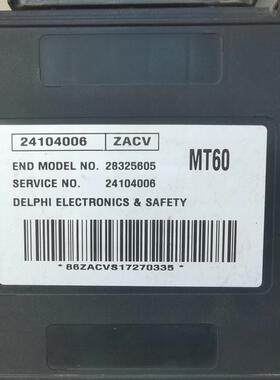 24104006 ZACV
END MODEL NO. 28325605 MT60
SERVICE NO. 24104006
DELPHI ELECTRONICS & SAFETY
*86ZACVS17270335*